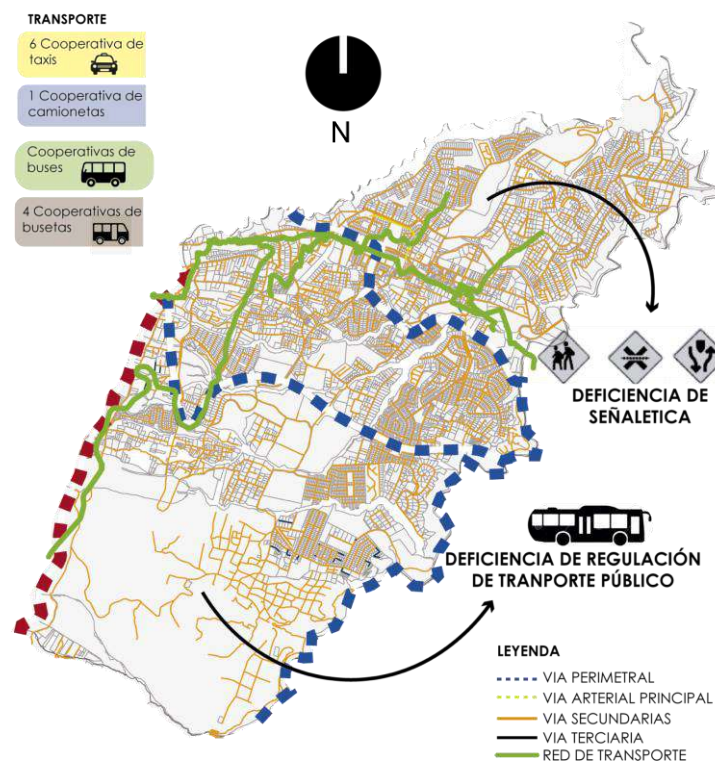 TRANSPORTE
6 Cooperativa de
taxis
1 Cooperativa de
camionetas
Cooperativas de
buses
4 Cooperativas de
busetas
N
DEFICIENCIA DE
SEÑALETICA
DEFICIENCIA DE REGULACIÓN
DE TRANPORTE PÚBLICO
LEYENDA
VIA PERIMETRAL
VIA ARTERIAL PRINCIPAL
VIA SECUNDARIAS
VIA TERCIARIA
RED DE TRANSPORTE